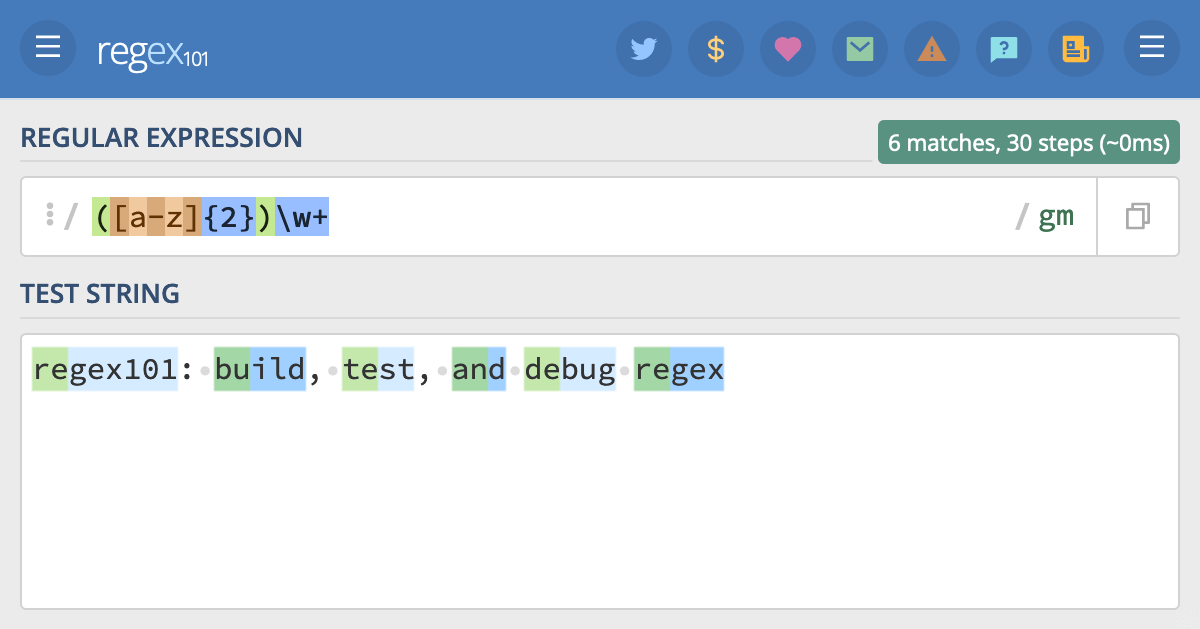 regex101 $ ?
REGULAR EXPRESSION
6 matches, 30 steps (~0ms)
/ ([a-z]{2})\w+ / gm
TEST STRING
regex101: build, test, and debug regex